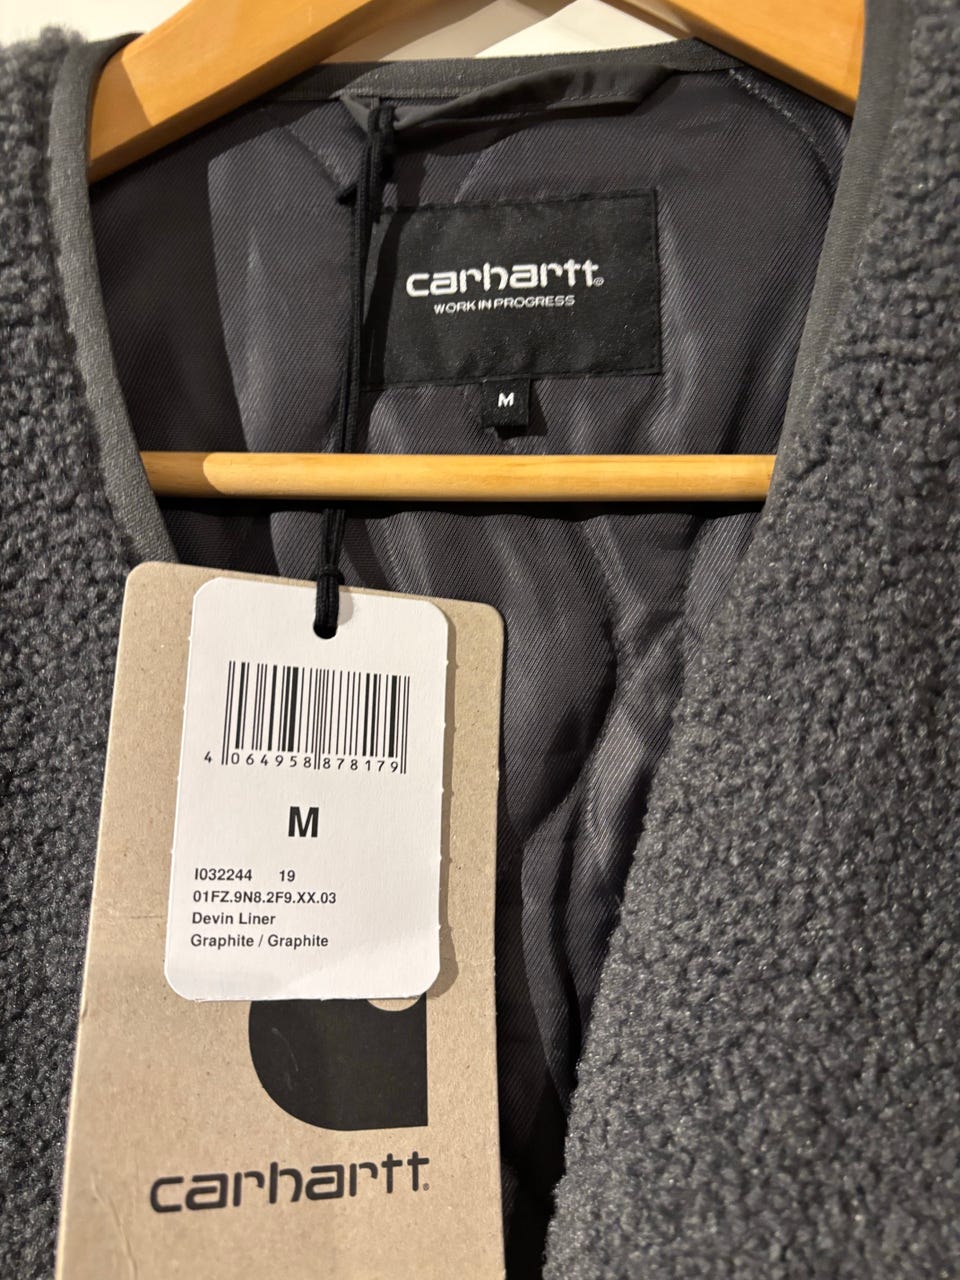 carhartt®
WORK IN PROGRESS
M
4 064958 878179
M
I032244 19
01FZ.9N8.2F9.XX.03
Devin Liner
Graphite / Graphite
carhartt®